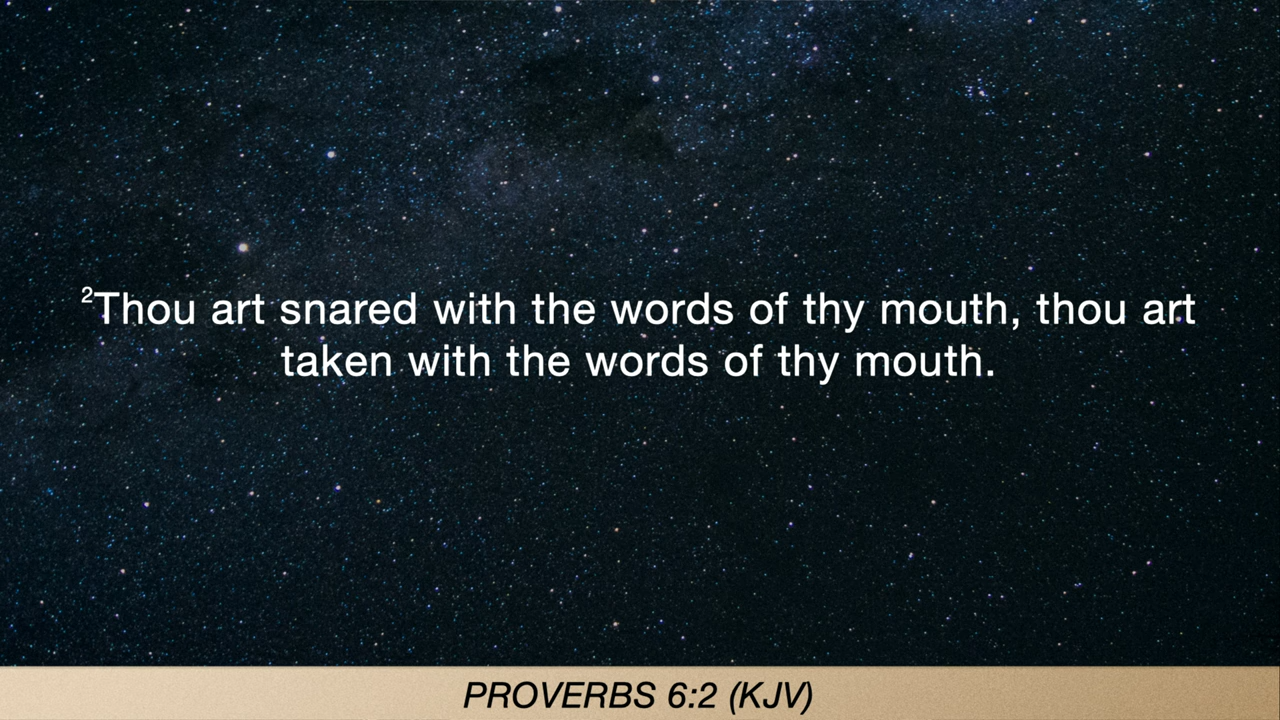 ²Thou art snared with the words of thy mouth, thou art
taken with the words of thy mouth.
PROVERBS 6:2 (KJV)